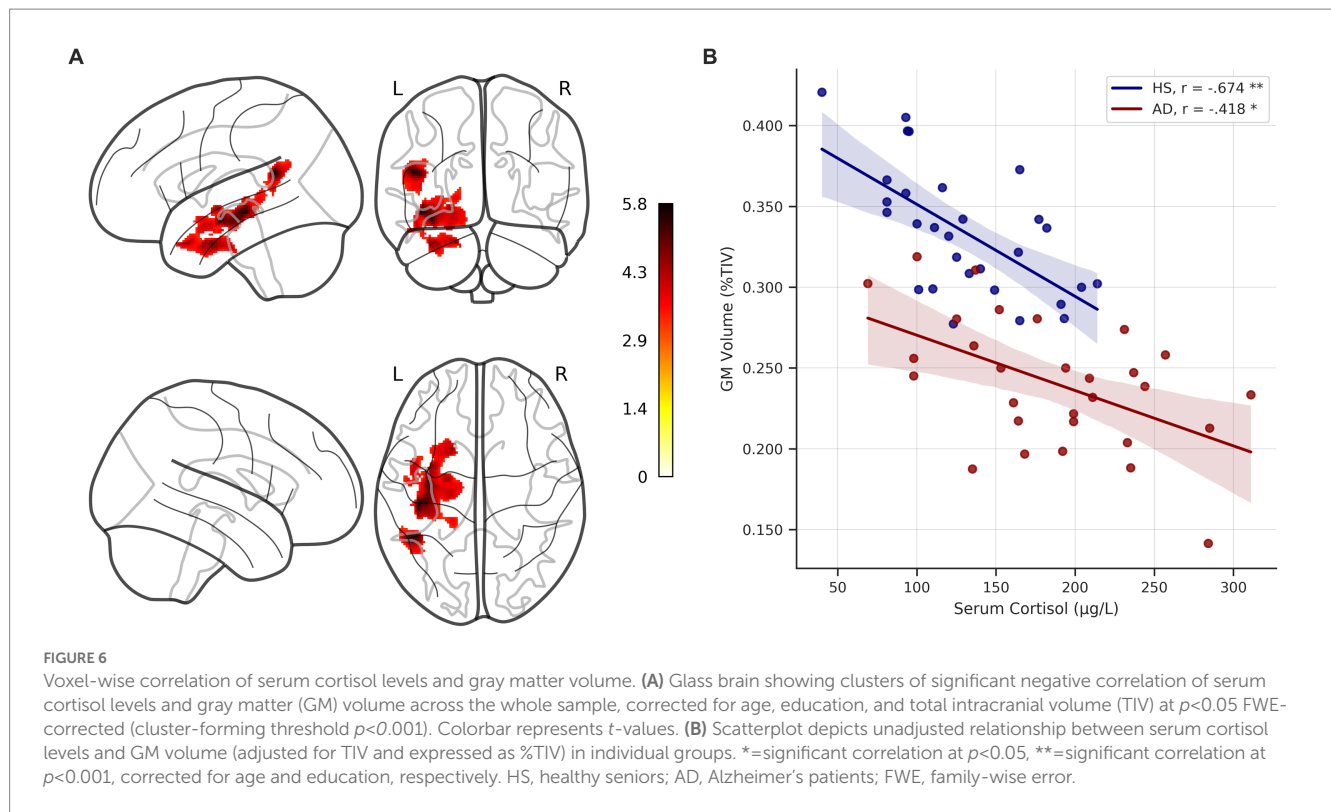 A
L
R
L
R
5.8
4.3
2.9
1.4
0
B
HS, r = -.674 **
AD, r = -.418 *
0.400
0.350
0.300
0.250
0.200
0.150
GM Volume (%TIV)
50
100
150
200
250
300
Serum Cortisol (μg/L)
FIGURE 6
Voxel-wise correlation of serum cortisol levels and gray matter volume. (A) Glass brain showing clusters of significant negative correlation of serum
cortisol levels and gray matter (GM) volume across the whole sample, corrected for age, education, and total intracranial volume (TIV) at p<0.05 FWE-
corrected (cluster-forming threshold p<0.001). Colorbar represents t-values. (B) Scatterplot depicts unadjusted relationship between serum cortisol
levels and GM volume (adjusted for TIV and expressed as %TIV) in individual groups. *=significant correlation at p<0.05, **=significant correlation at
p<0.001, corrected for age and education, respectively. HS, healthy seniors; AD, Alzheimer's patients; FWE, family-wise error.